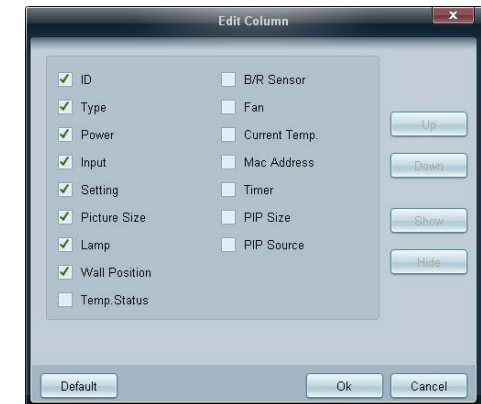 Edit Column
x
ID
Type
Power
Input
Setting
Picture Size
Lamp
Wall Position
Temp.Status
B/R Sensor
Fan
Current Temp.
Mac Address
Timer
PIP Size
PIP Source
Up
Down
Show
Hide
Default
Ok
Cancel